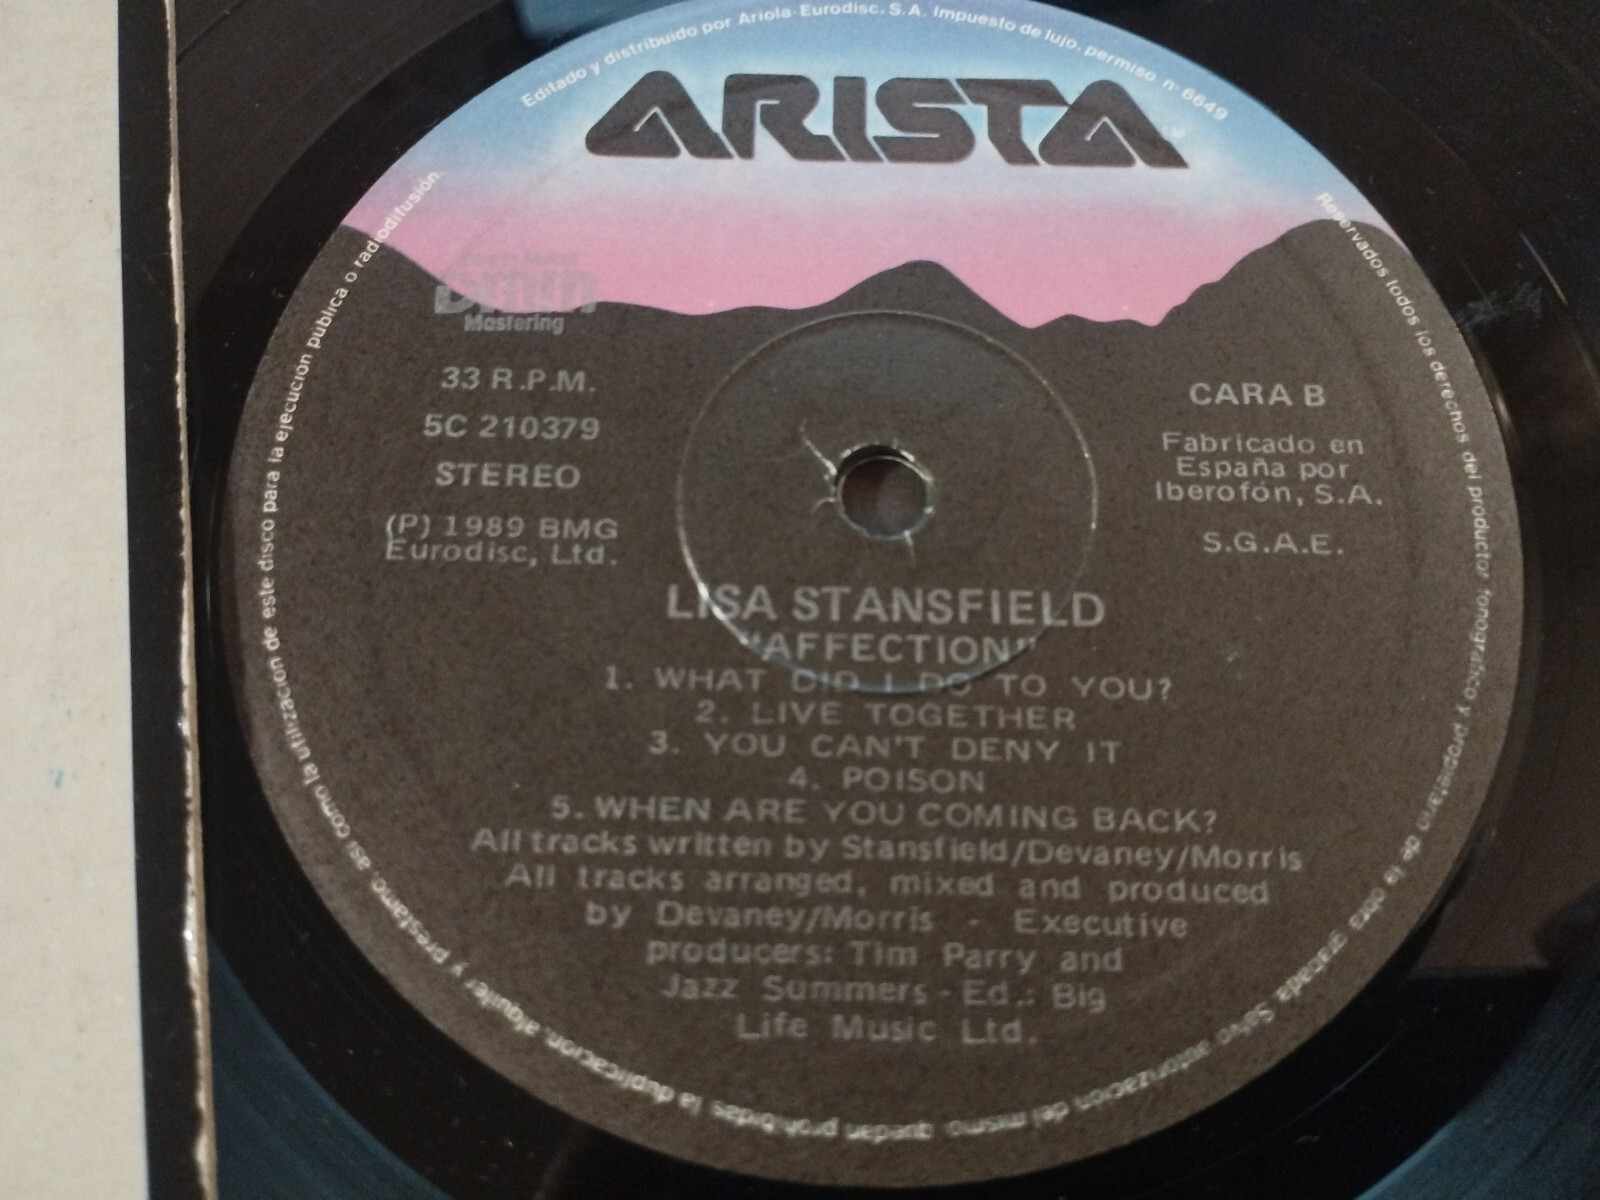 Editado y distribuido por Ariola-Eurodisc, S.A. Impuesto de lujo, permiso nº 6649
ARISTA
dmm
Mastering
33 R.P.M.
5C 210379
STEREO
(P) 1989 BMG
Eurodisc, Ltd.
CARA B
Fabricado en
España por
Iberofón, S.A.
S.G.A.E.
LISA STANSFIELD
"AFFECTION"
1. WHAT DID I DO TO YOU?
2. LIVE TOGETHER
3. YOU CAN'T DENY IT
4. POISON
5. WHEN ARE YOU COMING BACK?
All tracks written by Stansfield/Devaney/Morris
All tracks arranged, mixed and produced
by Devaney/Morris - Executive
producers: Tim Parry and
Jazz Summers - Ed.: Big
Life Music Ltd.
Reservados todos los derechos del productor fonográfico y propietario de la obra grabada. Salvo autorización del mismo, quedan prohibidas la duplicación, alquiler y préstamo, así como la utilización de este disco para la ejecución pública o radiodifusión.